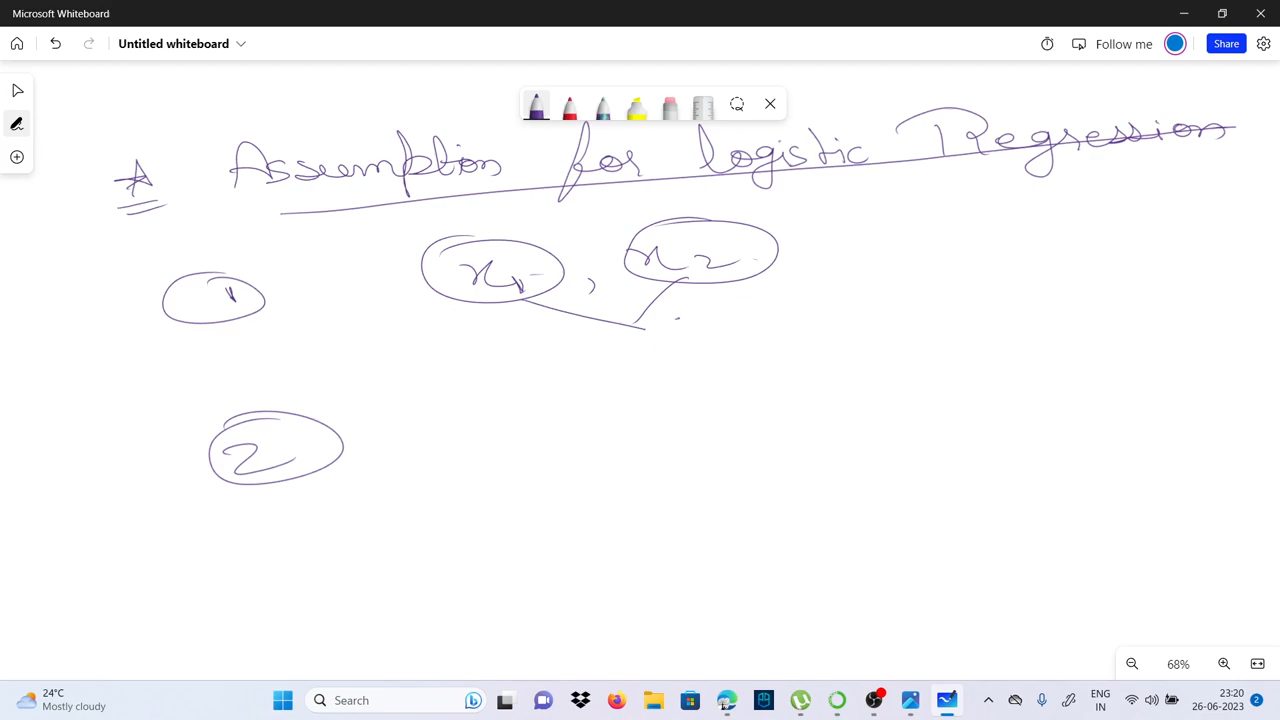 Microsoft Whiteboard
Untitled whiteboard
Follow me
Share
* Assumption for logistic Regression
x1, x2
1
2
68%
24°C
Mostly cloudy
Search
ENG
IN
23:20
26-06-2023
2